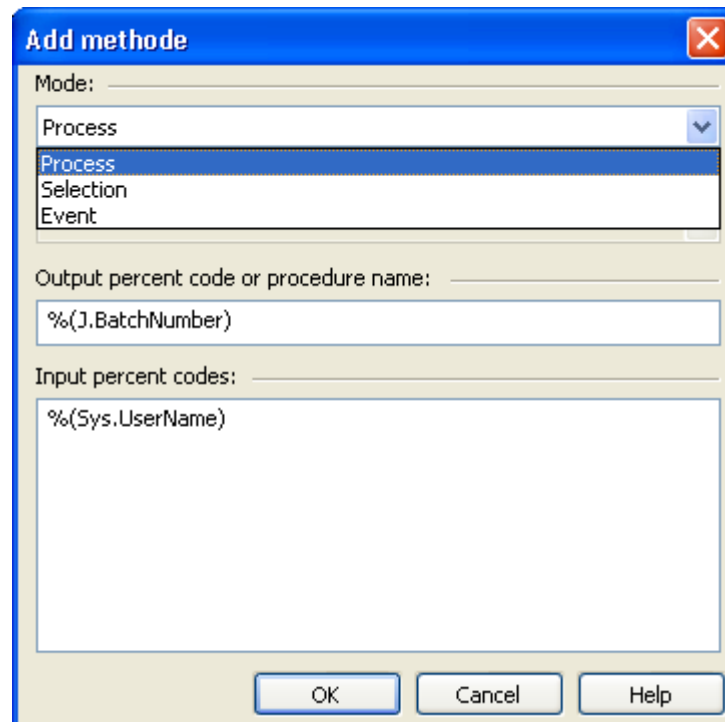 Add methode
Mode:
Process
Process
Selection
Event
Output percent code or procedure name:
%(J.BatchNumber)
Input percent codes:
%(Sys.UserName)
OK Cancel Help